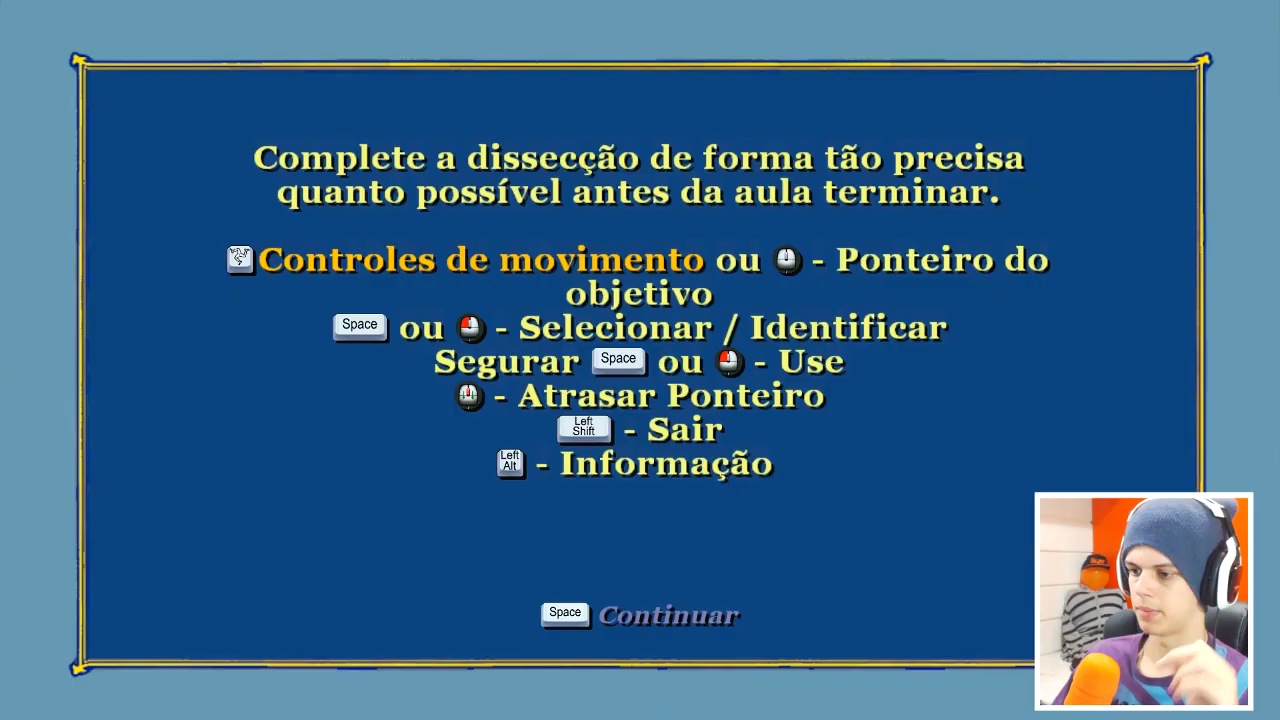 Complete a dissecção de forma tão precisa
quanto possível antes da aula terminar.
Controles de movimento ou - Ponteiro do
objetivo
Space ou - Selecionar / Identificar
Segurar Space ou - Use
- Atrasar Ponteiro
Left Shift - Sair
Left Alt - Informação
Space Continuar